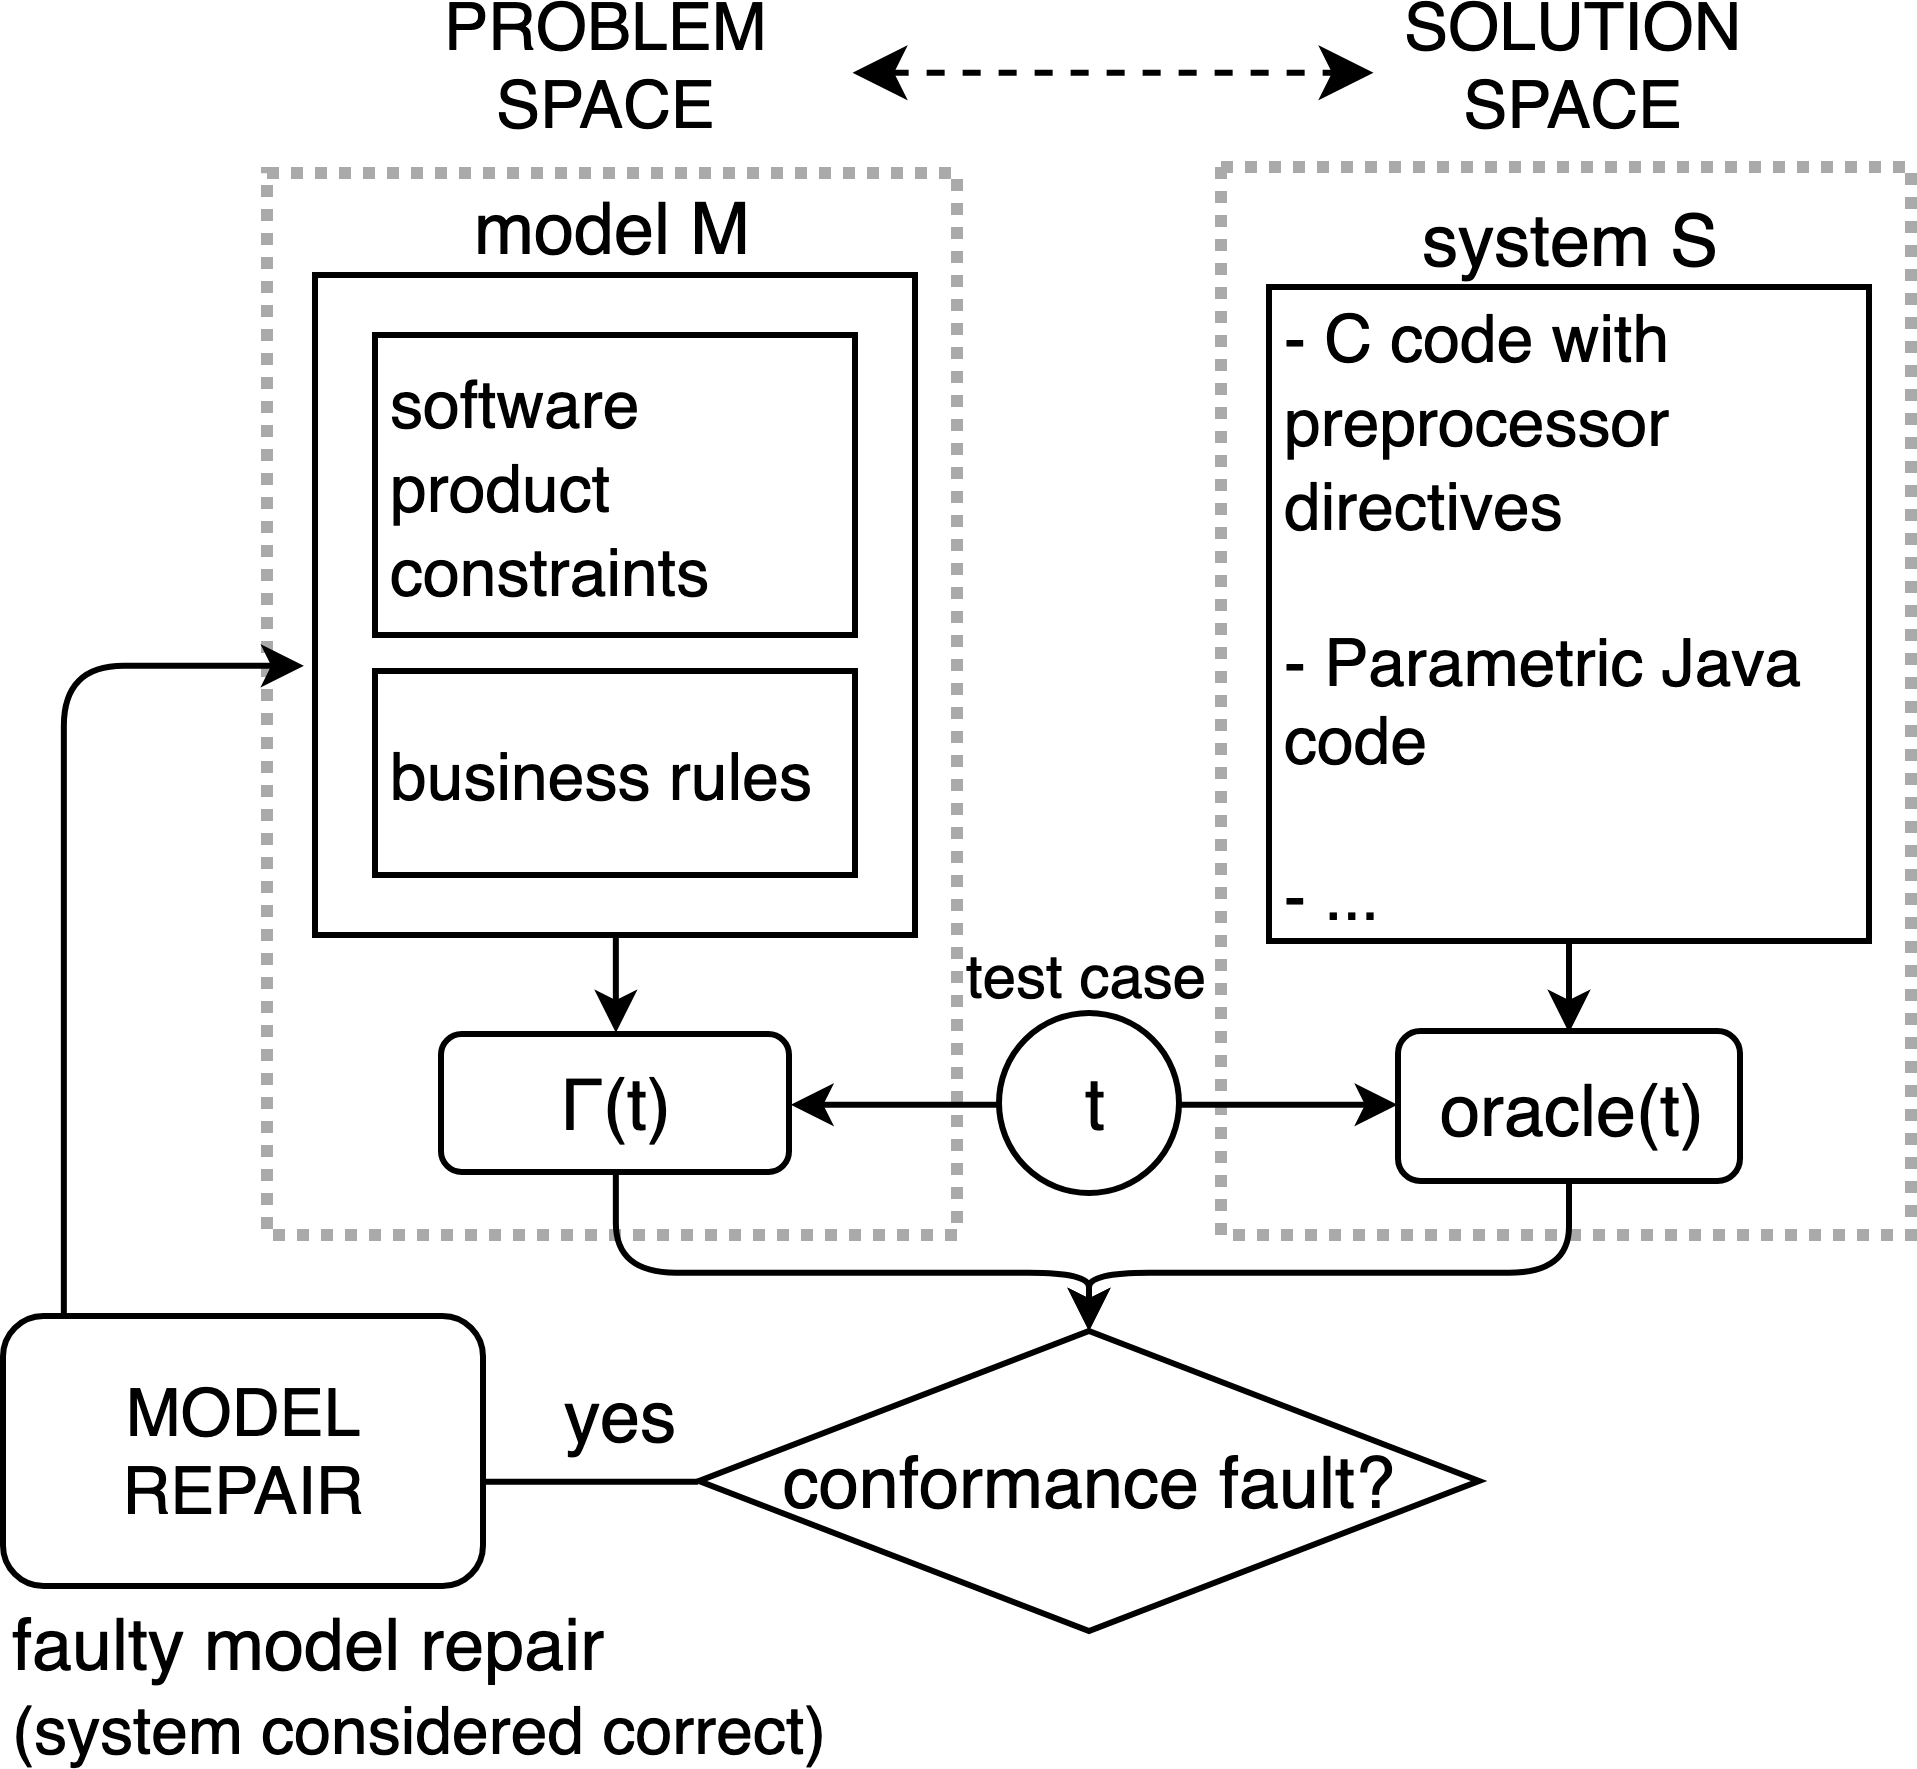 PROBLEM
SPACE
SOLUTION
SPACE
model M
software
product
constraints
business rules
system S
- C code with
preprocessor
directives
- Parametric Java
code
- ...
test case
Γ(t)
t
oracle(t)
conformance fault?
yes
MODEL
REPAIR
faulty model repair
(system considered correct)